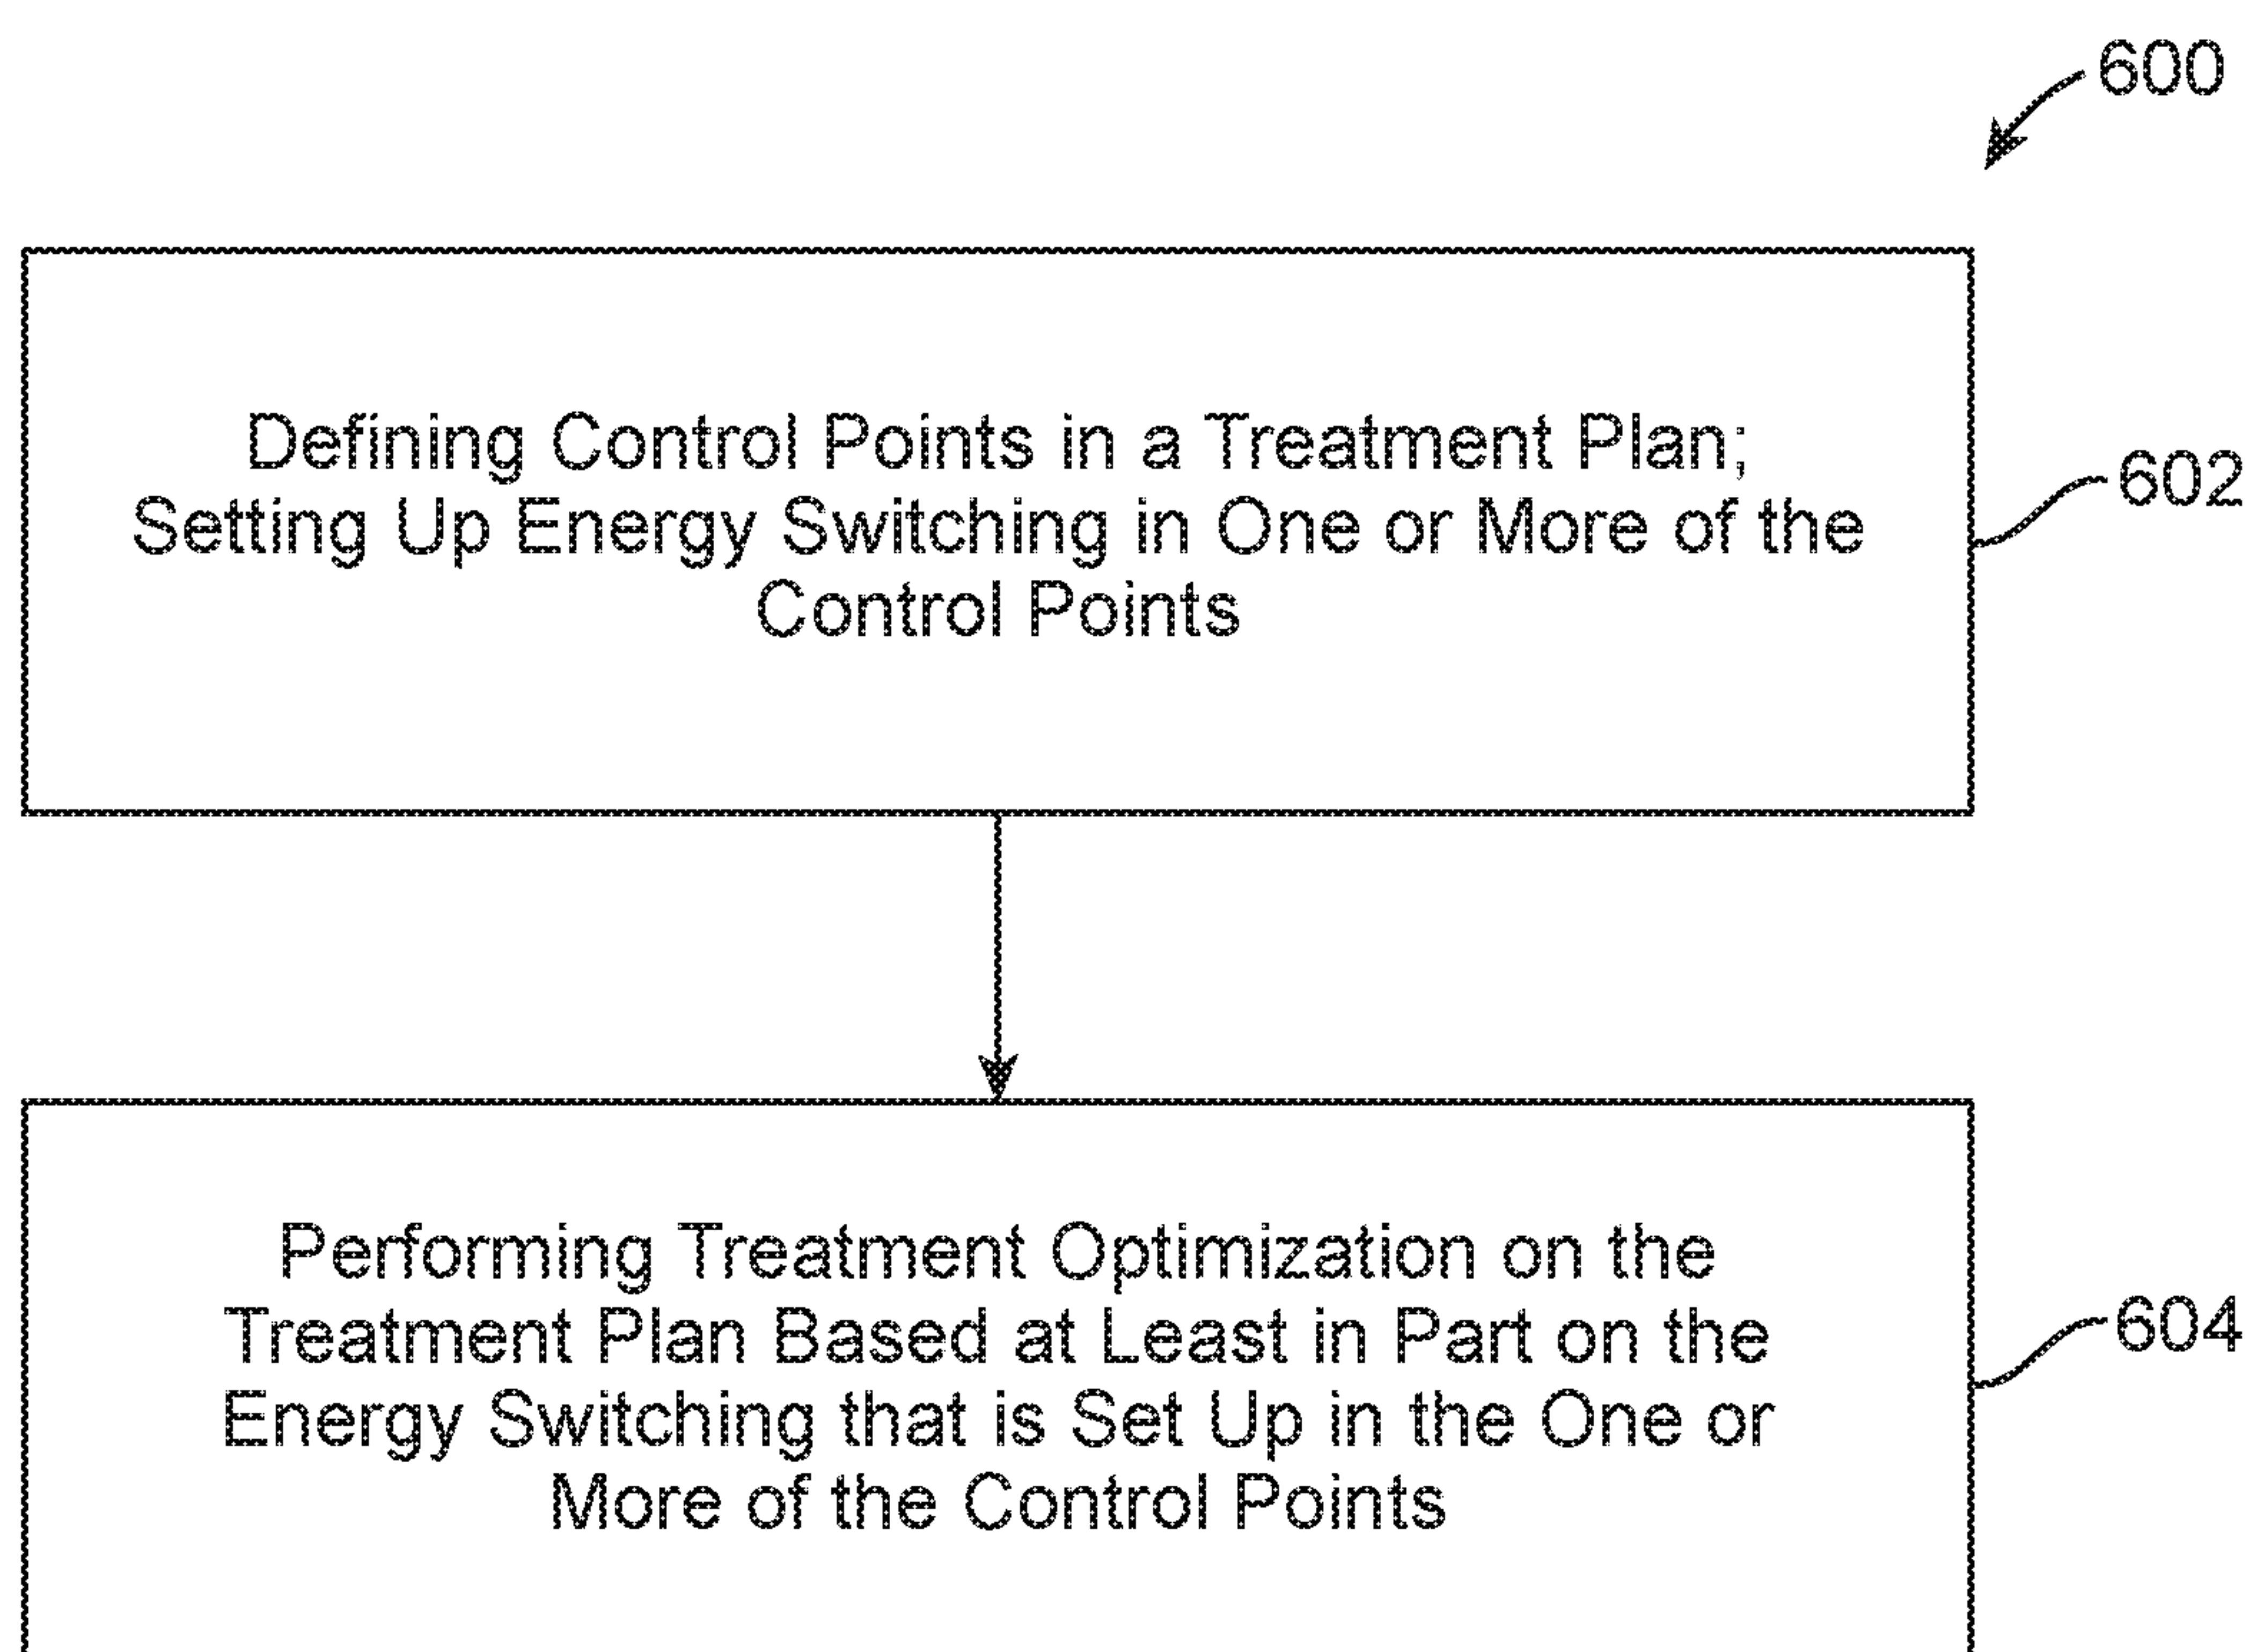 600
Defining Control Points in a Treatment Plan;
Setting Up Energy Switching in One or More of the
Control Points
602
Performing Treatment Optimization on the
Treatment Plan Based at Least in Part on the
Energy Switching that is Set Up in the One or
More of the Control Points
604